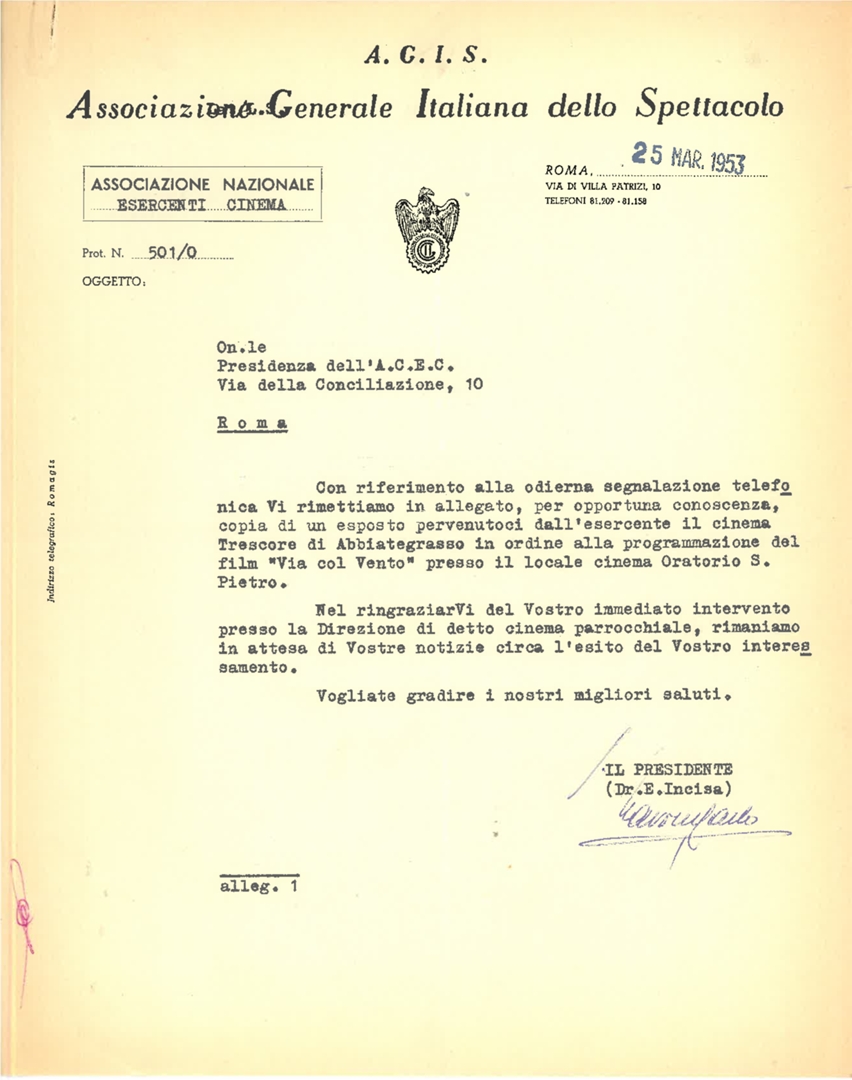 A. G. I. S.
Associazione Generale Italiana dello Spettacolo
25 MAR. 1953
ROMA,
VIA DI VILLA PATRIZI, 10
TELEFONI 81.209 - 81.158
ASSOCIAZIONE NAZIONALE
ESERCENTI CINEMA
Prot. N. 501/0
OGGETTO:
On.le
Presidenza dell'A.C.E.C.
Via della Conciliazione, 10
Roma
Indirizzo telegrafico: Romagis
Con riferimento alla odierna segnalazione telefo
nica Vi rimettiamo in allegato, per opportuna conoscenza,
copia di un esposto pervenutoci dall'esercente il cinema
Trescore di Abbiategrasso in ordine alla programmazione del
film "Via col Vento" presso il locale cinema Oratorio S.
Pietro.
Nel ringraziarVi del Vostro immediato intervento
presso la Direzione di detto cinema parrocchiale, rimaniamo
in attesa di Vostre notizie circa l'esito del Vostro interes
samento.
Vogliate gradire i nostri migliori saluti.
IL PRESIDENTE
(Dr.E.Incisa)
alleg. 1